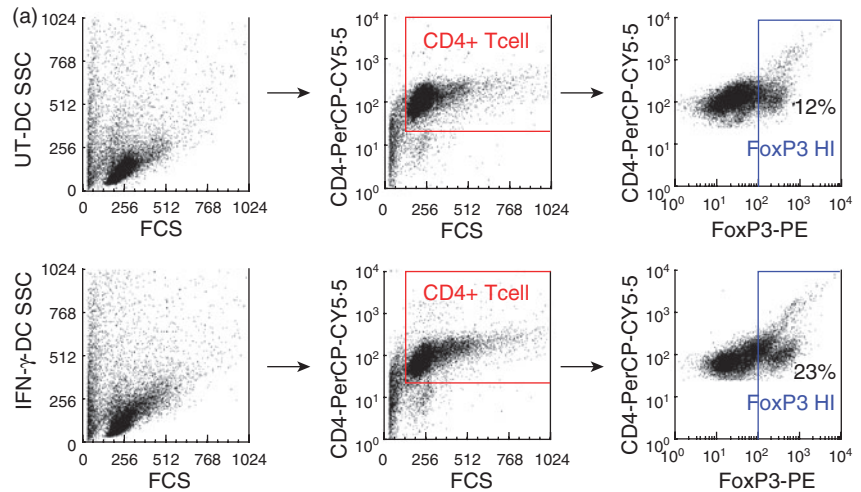 (a)
UT-DC SSC
1024
768
512
256
0
0 256 512 768 1024
FCS
CD4-PerCP-CY5·5
10⁴
10³
10²
10¹
10⁰
CD4+ Tcell
0 256 512 768 1024
FCS
CD4-PerCP-CY5·5
10⁴
10³
10²
10¹
10⁰
12%
FoxP3 HI
10⁰ 10¹ 10² 10³ 10⁴
FoxP3-PE
IFN-γ-DC SSC
1024
768
512
256
0
0 256 512 768 1024
FCS
CD4-PerCP-CY5·5
10⁴
10³
10²
10¹
10⁰
CD4+ Tcell
0 256 512 768 1024
FCS
CD4-PerCP-CY5·5
10⁴
10³
10²
10¹
10⁰
23%
FoxP3 HI
10⁰ 10¹ 10² 10³ 10⁴
FoxP3-PE